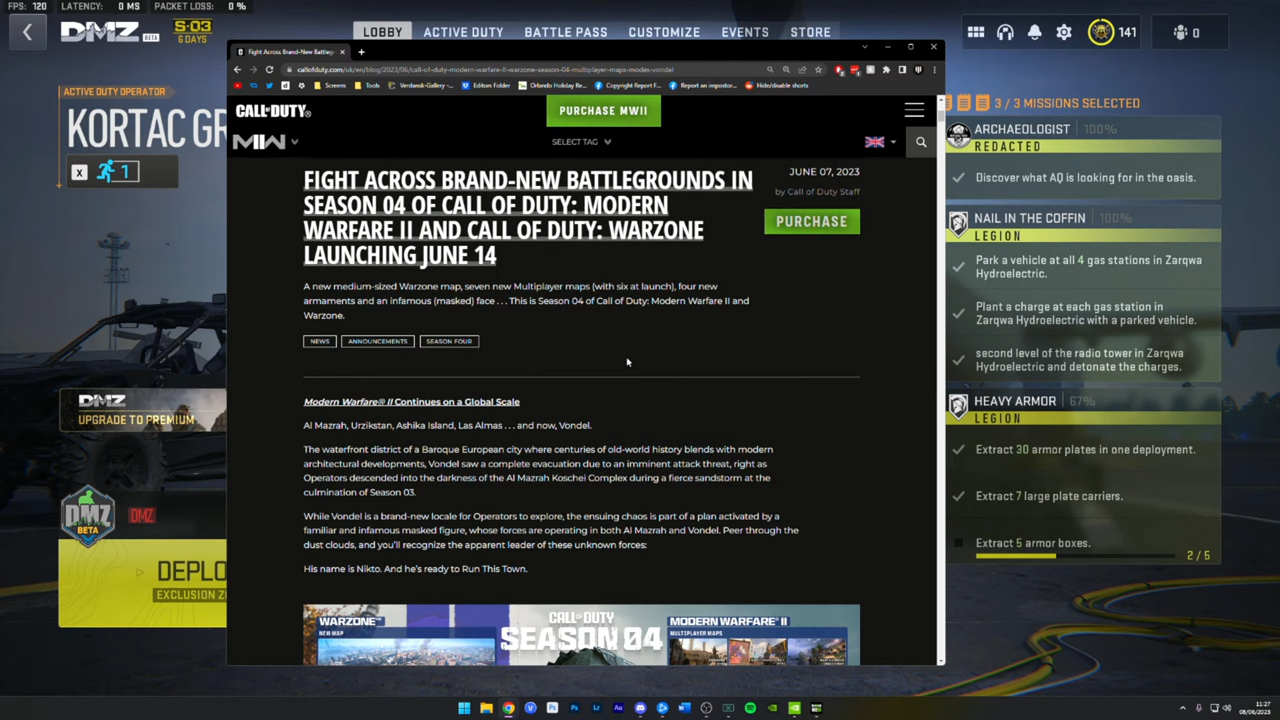 FPS: 120 LATENCY: 0 MS PACKET LOSS: 0 %
DMZ BETA
S-03
6 DAYS
LOBBY ACTIVE DUTY BATTLE PASS CUSTOMIZE EVENTS STORE
141
0
Fight Across Brand-New Battlegr
callofduty.com/uk/en/blog/2023/06/call-of-duty-modern-warfare-II-warzone-season-04-multiplayer-maps-modes-vondel
Screens Tools Verdansk-Gallery -... Editors Folder Orlando Holiday Re... Copyright Report F... Report an impostor... Hide/disable shorts
ACTIVE DUTY OPERATOR
KORTAC GR
X 1
CALL OF DUTY
PURCHASE MWII
MW
SELECT TAG
FIGHT ACROSS BRAND-NEW BATTLEGROUNDS IN
SEASON 04 OF CALL OF DUTY: MODERN
WARFARE II AND CALL OF DUTY: WARZONE
LAUNCHING JUNE 14
JUNE 07, 2023
by Call of Duty Staff
PURCHASE
A new medium-sized Warzone map, seven new Multiplayer maps (with six at launch), four new
armaments and an infamous (masked) face . . . This is Season 04 of Call of Duty: Modern Warfare II and
Warzone.
NEWS ANNOUNCEMENTS SEASON FOUR
Modern Warfare® II Continues on a Global Scale
Al Mazrah, Urzikstan, Ashika Island, Las Almas . . . and now, Vondel.
The waterfront district of a Baroque European city where centuries of old-world history blends with modern
architectural developments, Vondel saw a complete evacuation due to an imminent attack threat, right as
Operators descended into the darkness of the Al Mazrah Koschei Complex during a fierce sandstorm at the
culmination of Season 03.
While Vondel is a brand-new locale for Operators to explore, the ensuing chaos is part of a plan activated by a
familiar and infamous masked figure, whose forces are operating in both Al Mazrah and Vondel. Peer through the
dust clouds, and you'll recognize the apparent leader of these unknown forces:
His name is Nikto. And he's ready to Run This Town.
WARZONE™
NEW MAP
CALL OF DUTY
SEASON 04
MODERN WARFARE II
MULTIPLAYER MAPS
DMZ
UPGRADE TO PREMIUM
DMZ
BETA
DMZ
DEPLO
EXCLUSION Z
3 / 3 MISSIONS SELECTED
ARCHAEOLOGIST 100%
REDACTED
Discover what AQ is looking for in the oasis.
NAIL IN THE COFFIN 100%
LEGION
Park a vehicle at all 4 gas stations in Zarqwa
Hydroelectric.
Plant a charge at each gas station in
Zarqwa Hydroelectric with a parked vehicle.
second level of the radio tower in Zarqwa
Hydroelectric and detonate the charges.
HEAVY ARMOR 67%
LEGION
Extract 30 armor plates in one deployment.
Extract 7 large plate carriers.
Extract 5 armor boxes.
2 / 5
11:27
08/06/2023